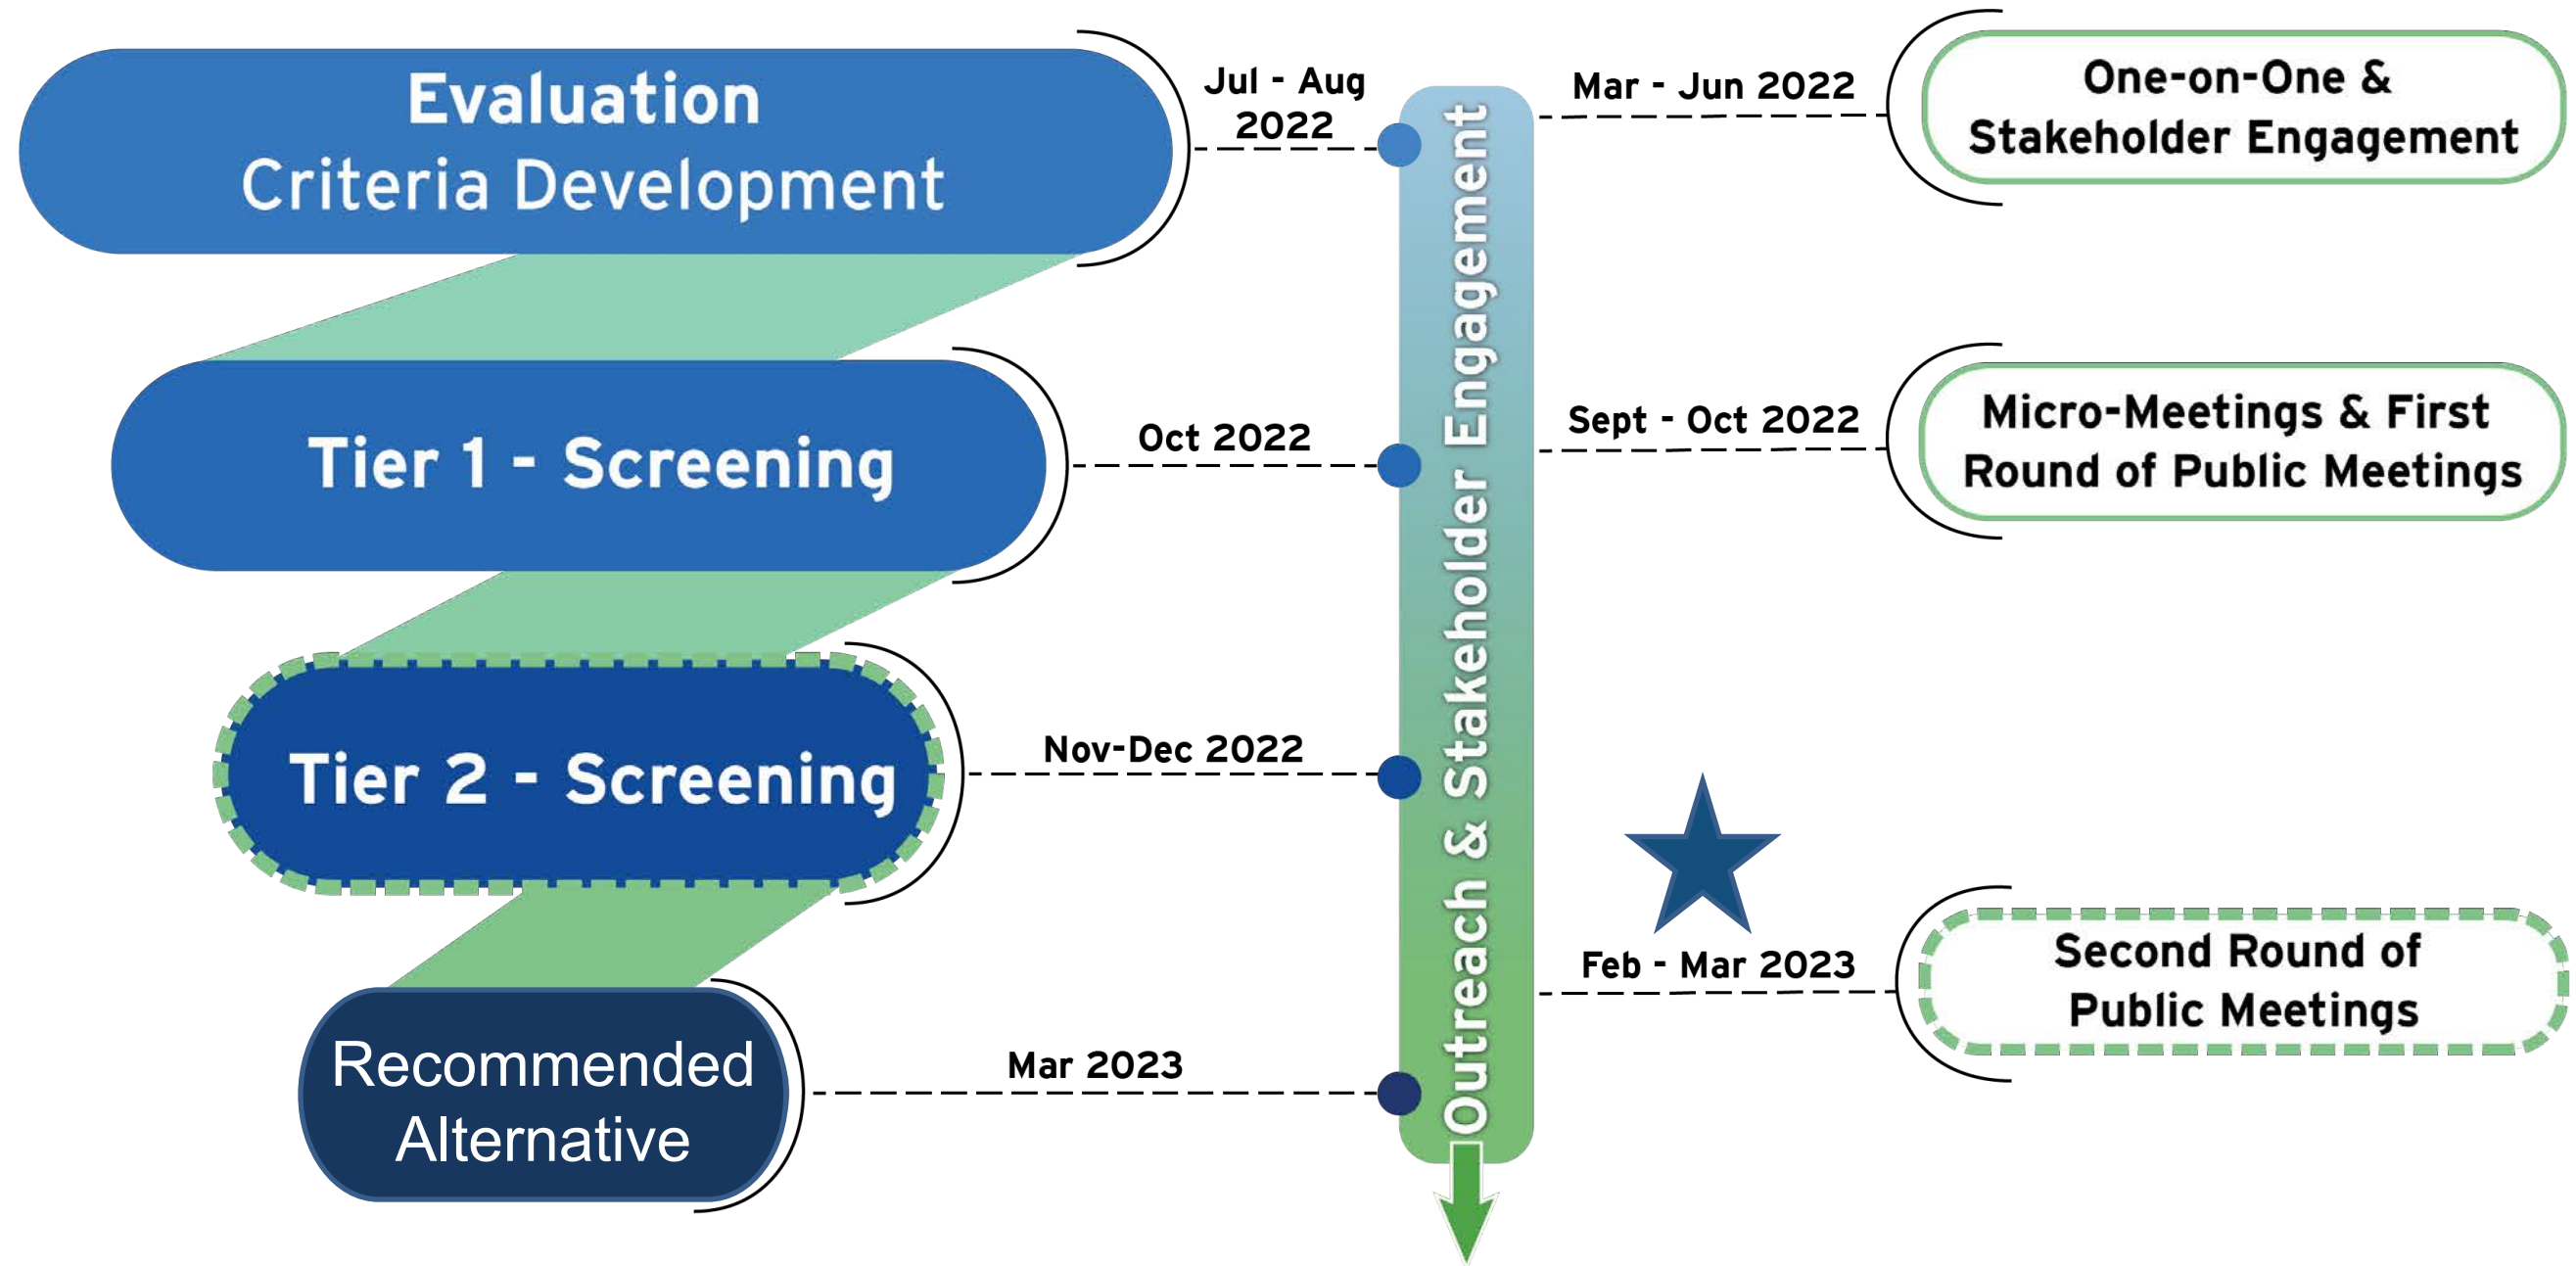 Evaluation
Criteria Development
Jul - Aug
2022
Mar - Jun 2022
One-on-One &
Stakeholder Engagement
Tier 1 - Screening
Oct 2022
Sept - Oct 2022
Micro-Meetings & First
Round of Public Meetings
Tier 2 - Screening
Nov-Dec 2022
Feb - Mar 2023
Second Round of
Public Meetings
Recommended
Alternative
Mar 2023
Outreach & Stakeholder Engagement